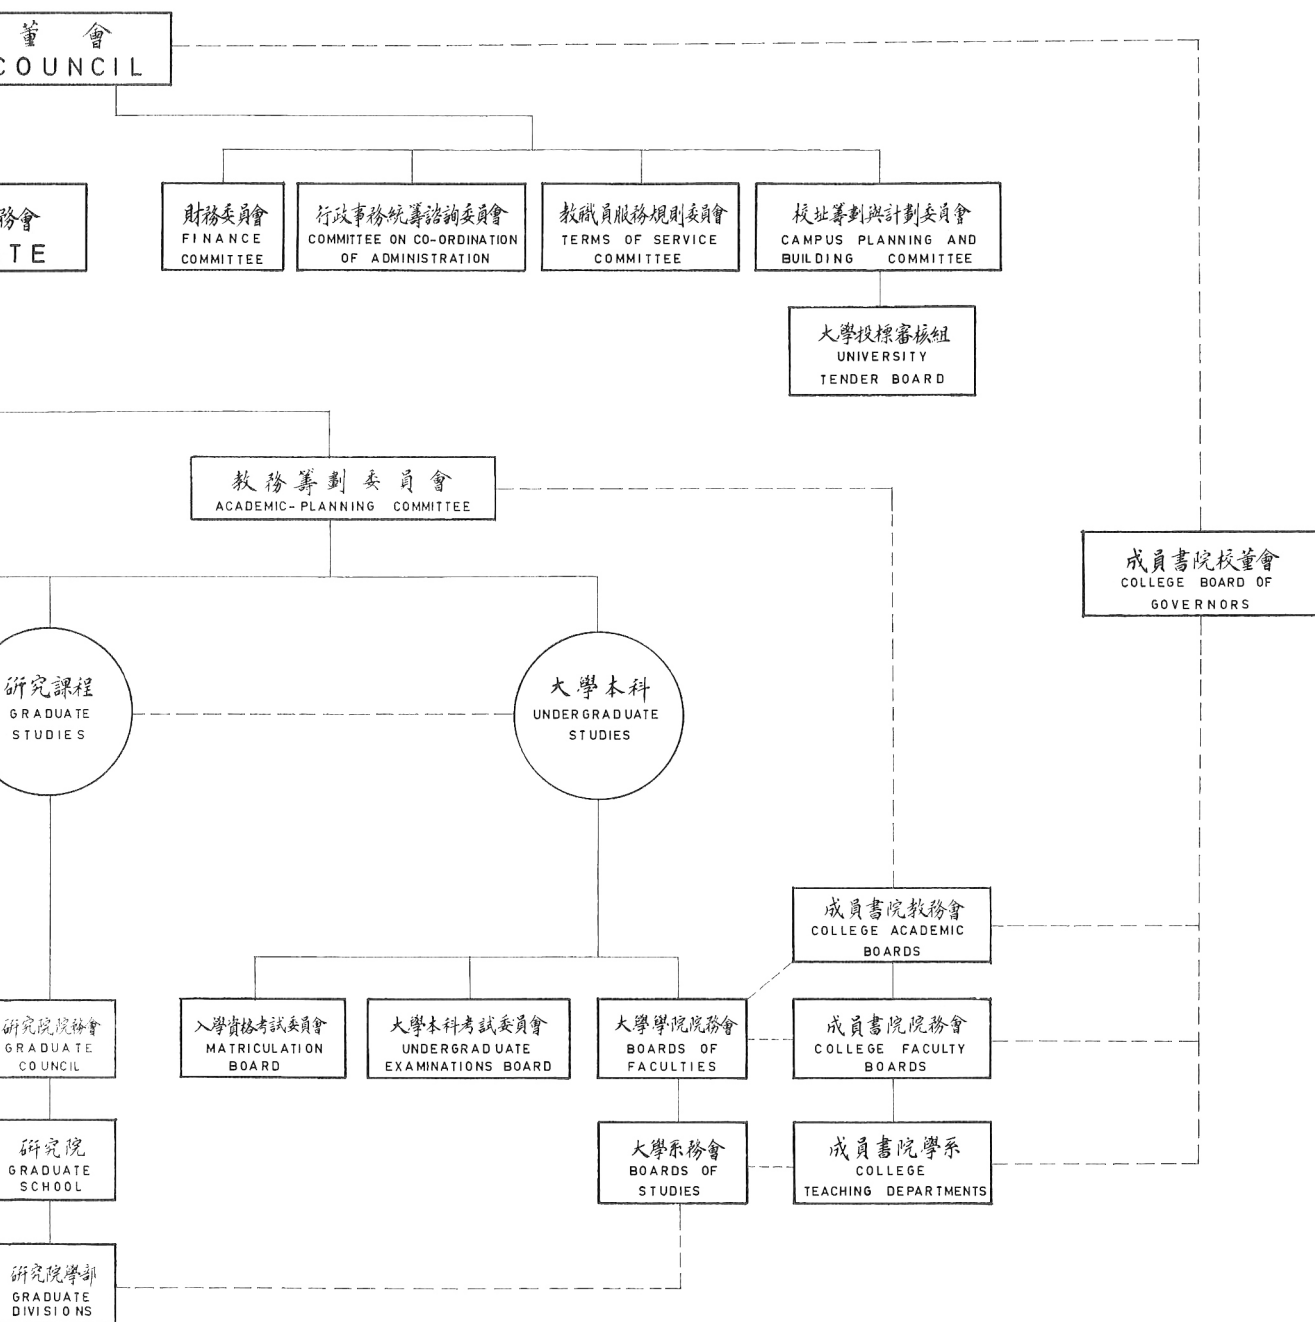 董會
COUNCIL
務會
TE
財務委員會
FINANCE
COMMITTEE
行政事務統籌諮詢委員會
COMMITTEE ON CO-ORDINATION
OF ADMINISTRATION
教職員服務規則委員會
TERMS OF SERVICE
COMMITTEE
校址籌劃與計劃委員會
CAMPUS PLANNING AND
BUILDING COMMITTEE
大學投標審核組
UNIVERSITY
TENDER BOARD
教務籌劃委員會
ACADEMIC-PLANNING COMMITTEE
成員書院校董會
COLLEGE BOARD OF
GOVERNORS
研究課程
GRADUATE
STUDIES
大學本科
UNDERGRADUATE
STUDIES
成員書院教務會
COLLEGE ACADEMIC
BOARDS
研究院院務會
GRADUATE
COUNCIL
入學資格考試委員會
MATRICULATION
BOARD
大學本科考試委員會
UNDERGRADUATE
EXAMINATIONS BOARD
大學學院院務會
BOARDS OF
FACULTIES
成員書院院務會
COLLEGE FACULTY
BOARDS
研究院
GRADUATE
SCHOOL
大學系務會
BOARDS OF
STUDIES
成員書院學系
COLLEGE
TEACHING DEPARTMENTS
研究院學部
GRADUATE
DIVISIONS